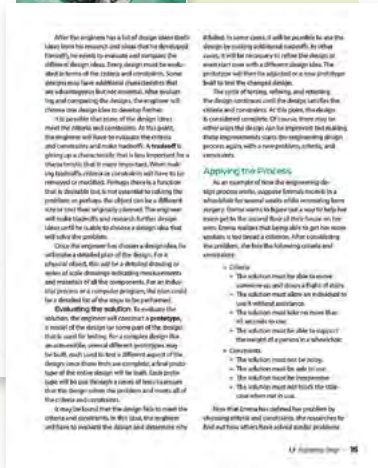 After the engineer has a list of design ideas (both
ideas from his research and ideas that he developed
himself), he needs to evaluate and compare the
different design ideas. Every design must be evalu-
ated in terms of the criteria and constraints. Some
designs may have additional characteristics that
are advantageous but not essential. After evaluat-
ing and comparing the designs, the engineer will
choose one design idea to develop further.
It is possible that none of the design ideas
meet the criteria and constraints. At this point,
the engineer will have to evaluate the criteria
and constraints and make tradeoffs. A tradeoff is
giving up a characteristic that is less important for a
characteristic that is more important. When mak-
ing tradeoffs, criteria or constraints will have to be
removed or modified. Perhaps there is a function
that is desirable but is not essential to solving the
problem, or perhaps the object can be a different
size or cost than originally planned. The engineer
will make tradeoffs and research further design
ideas until he is able to choose a design idea that
will solve the problem.
Once the engineer has chosen a design idea, he
will make a detailed plan of the design. For a
physical object, this will be a detailed drawing or
series of scale drawings indicating measurements
and materials of all the components. For an indus-
trial process or a computer program, the plan could
be a detailed list of the steps to be performed.
Evaluating the solution. To evaluate the
solution, the engineer will construct a prototype,
a model of the design (or some part of the design)
that is used for testing. For a complex design like
an automobile, several different prototypes may
be built, each used to test a different aspect of the
design; once those tests are complete, a final proto-
type of the entire design will be built. Each proto-
type will be put through a series of tests to ensure
that the design solves the problem and meets all of
the criteria and constraints.
It may be found that the design fails to meet the
criteria and constraints. In this case, the engineer
will have to evaluate the design and determine why
it failed. In some cases, it will be possible to use the
design by making additional tradeoffs. In other
cases, it will be necessary to refine the design or
even start over with a different design idea. The
prototype will then be adjusted or a new prototype
built to test the changed design.
The cycle of testing, refining, and retesting
the design continues until the design satisfies the
criteria and constraints. At this point, the design
is considered complete. Of course, there may be
other ways the design can be improved but making
these improvements starts the engineering design
process again with a new problem, criteria, and
constraints.
Applying the Process
As an example of how the engineering de-
sign process works, suppose Emma's mom is in a
wheelchair for several weeks while recovering from
surgery. Emma wants to figure out a way to help her
mom get to the second floor of their house on her
own. Emma realizes that being able to get her mom
upstairs is not
the problem, she lists the following criteria and
constraints:
Criteria
The solution must be able to move
someone up and down a flight of stairs.
The solution must allow an individual to
use it without assistance.
The solution must take no more than
45 seconds to use.
The solution must be able to support
the weight of a person in a wheelchair.
Constraints
The solution must not be noisy.
The solution must be safe to use.
The solution must be inexpensive.
The solution must not block the stair-
case when not in use.
Now that Emma has defined her problem by
choosing criteria and constraints, she researches to
find out how others have solved similar problems